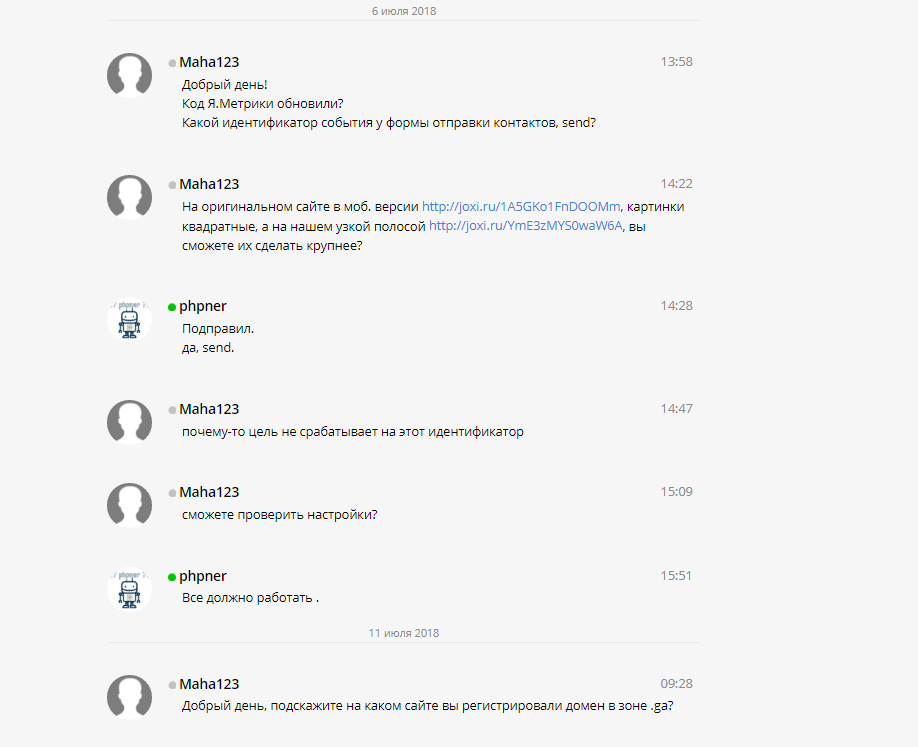 6 июля 2018
Maha123 13:58
Добрый день!
Код Я.Метрики обновили?
Какой идентификатор события у формы отправки контактов, send?
Maha123 14:22
На оригинальном сайте в моб. версии http://joxi.ru/1A5GKo1FnDOOMm, картинки
квадратные, а на нашем узкой полосой http://joxi.ru/YmE3zMYS0waW6A, вы
сможете их сделать крупнее?
phpner
phpner 14:28
Подправил.
да, send.
Maha123 14:47
почему-то цель не срабатывает на этот идентификатор
Maha123 15:09
сможете проверить настройки?
phpner
phpner 15:51
Все должно работать .
11 июля 2018
Maha123 09:28
Добрый день, подскажите на каком сайте вы регистрировали домен в зоне .ga?